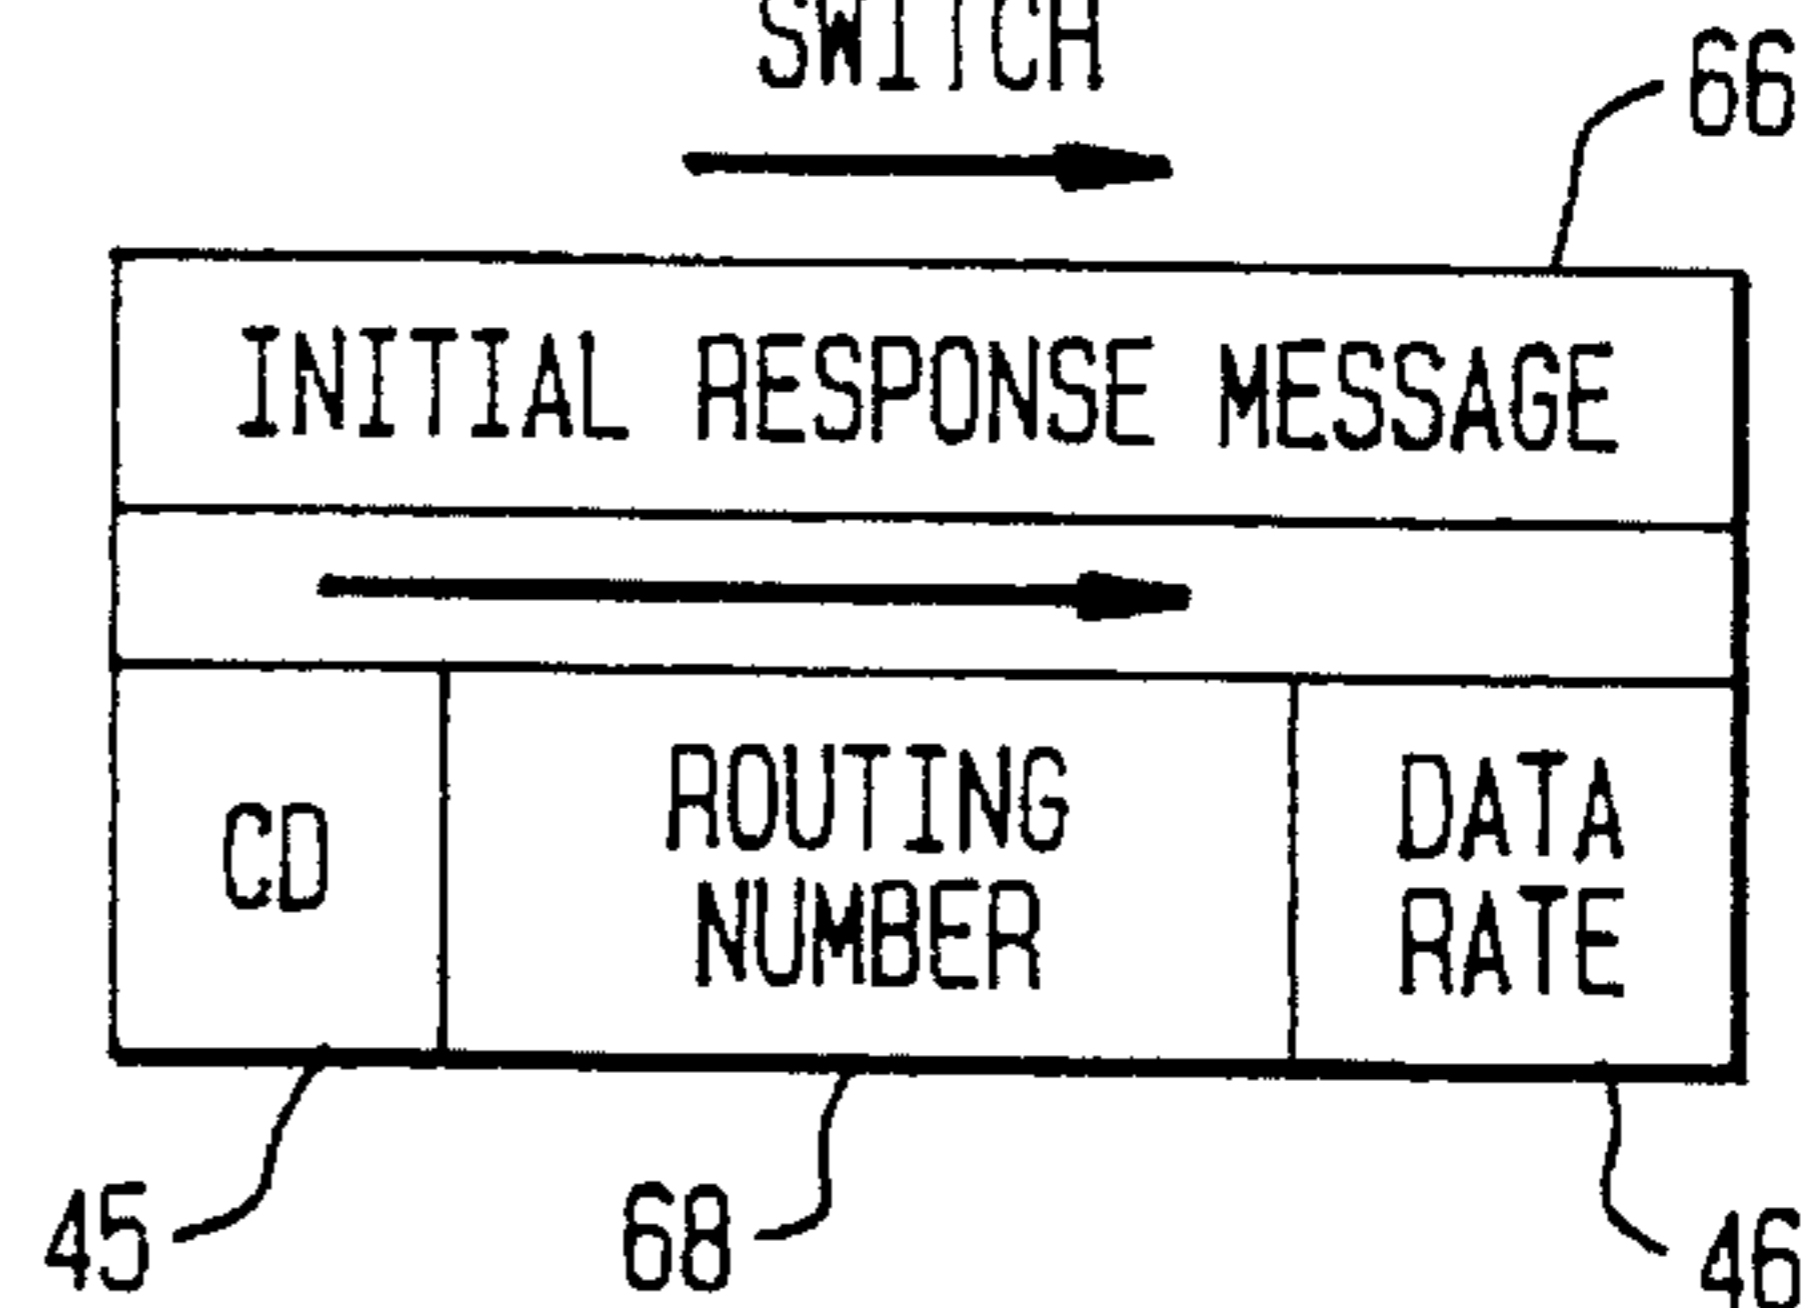 SWITCH
66
INITIAL RESPONSE MESSAGE
CD
ROUTING
NUMBER
DATA
RATE
45
68
46